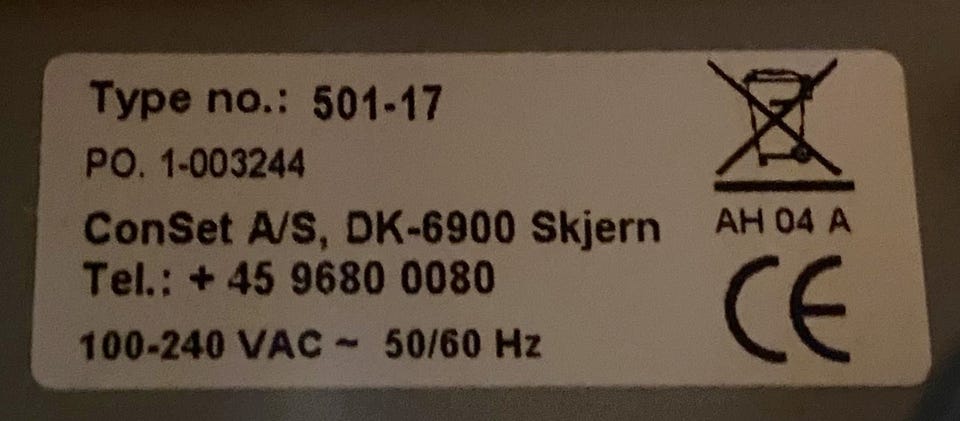 Type no.: 501-17
PO. 1-003244
ConSet A/S, DK-6900 Skjern
Tel.: + 45 9680 0080
100-240 VAC ~ 50/60 Hz
AH 04 A
CE